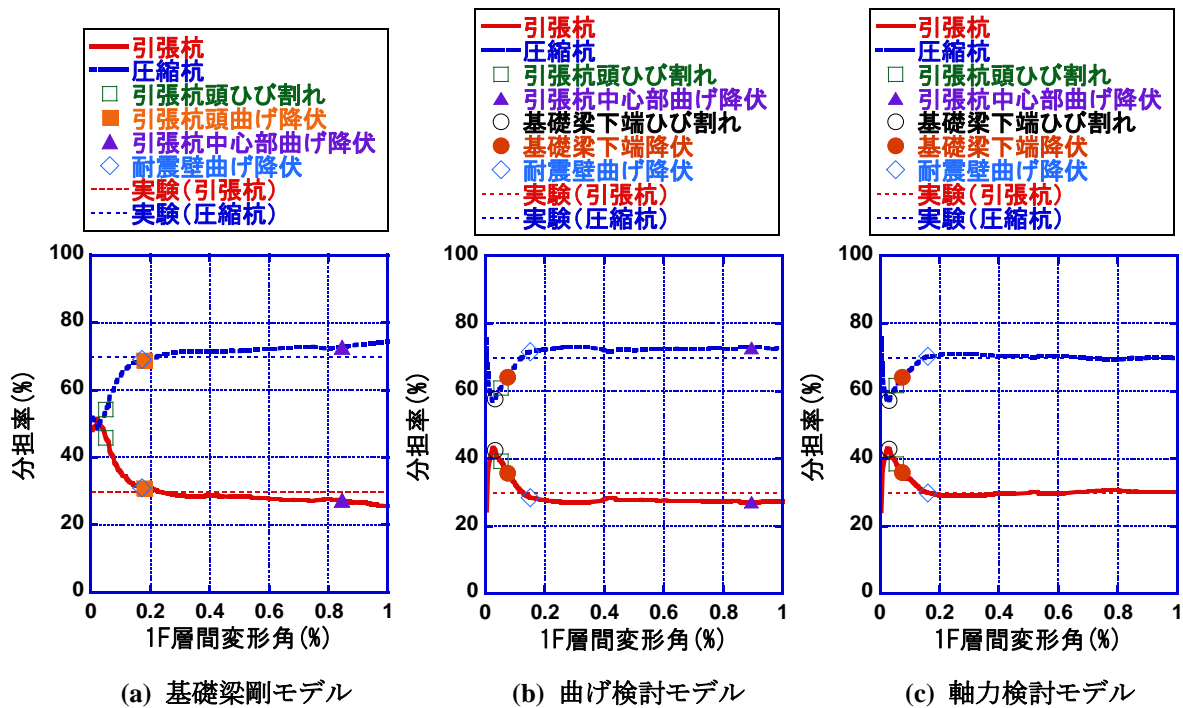 引張杭
圧縮杭
引張杭頭ひび割れ
引張杭頭曲げ降伏
引張杭中心部曲げ降伏
耐震壁曲げ降伏
実験(引張杭)
実験(圧縮杭)
100
80
60
40
20
0
分担率(%)
0 0.2 0.4 0.6 0.8 1
1F層間変形角(%)
(a) 基礎梁剛モデル
引張杭
圧縮杭
引張杭頭ひび割れ
引張杭中心部曲げ降伏
基礎梁下端ひび割れ
基礎梁下端降伏
耐震壁曲げ降伏
実験(引張杭)
実験(圧縮杭)
100
80
60
40
20
0
分担率(%)
0 0.2 0.4 0.6 0.8 1
1F層間変形角(%)
(b) 曲げ検討モデル
引張杭
圧縮杭
引張杭頭ひび割れ
引張杭中心部曲げ降伏
基礎梁下端ひび割れ
基礎梁下端降伏
耐震壁曲げ降伏
実験(引張杭)
実験(圧縮杭)
100
80
60
40
20
0
分担率(%)
0 0.2 0.4 0.6 0.8 1
1F層間変形角(%)
(c) 軸力検討モデル